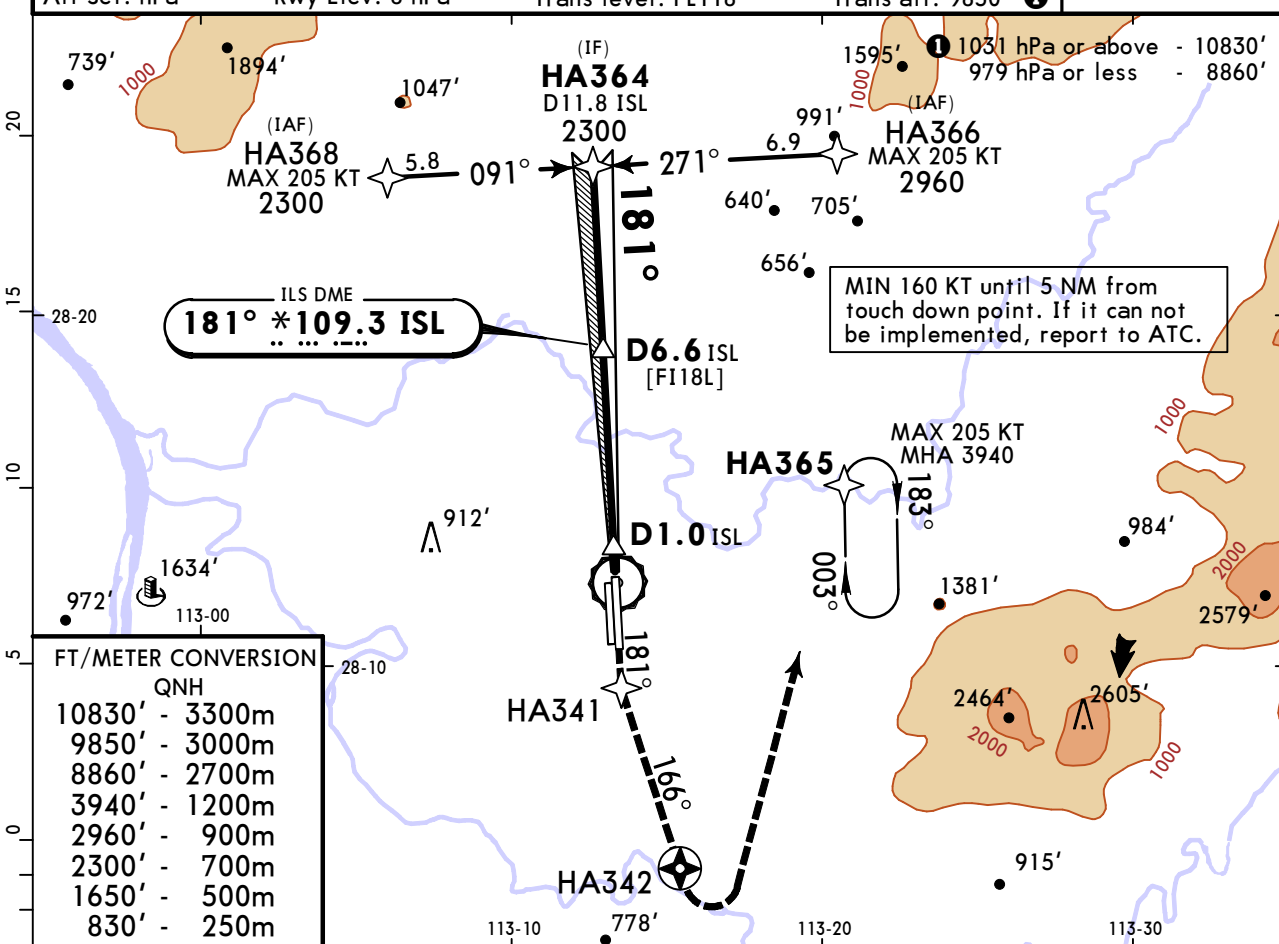 1031 hPa or above - 10830'
979 hPa or less - 8860'
739'
1000
1894'
1047'
(IF)
HA364
D11.8 ISL
2300
1595'
1000
991'
(IAF)
HA366
MAX 205 KT
2960
(IAF)
HA368
MAX 205 KT
2300
5.8
091°
271°
6.9
20
181°
640'
705'
656'
MIN 160 KT until 5 NM from
touch down point. If it can not
be implemented, report to ATC.
15
28-20
ILS DME
181° *109.3 ISL
D6.6 ISL
[FI18L]
1000
MAX 205 KT
MHA 3940
HA365
183°
003°
10
912'
D1.0 ISL
984'
2000
2579'
1634'
972'
113-00
1381'
5
28-10
181°
HA341
2464'
2605'
2000
1000
166°
0
HA342
915'
778'
113-10
113-20
113-30
FT/METER CONVERSION
QNH
10830' - 3300m
9850' - 3000m
8860' - 2700m
3940' - 1200m
2960' - 900m
2300' - 700m
1650' - 500m
830' - 250m